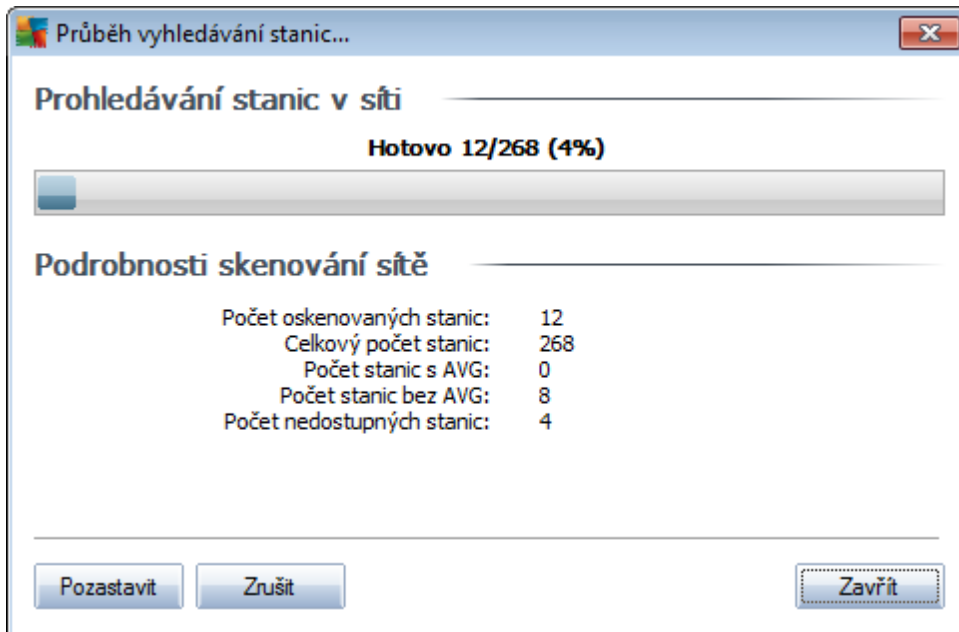 Průběh vyhledávání stanic...
Prohledávání stanic v síti
Hotovo 12/268 (4%)
Podrobnosti skenování sítě
Počet oskenovaných stanic: 12
Celkový počet stanic: 268
Počet stanic s AVG: 0
Počet stanic bez AVG: 8
Počet nedostupných stanic: 4
Pozastavit Zrušit Zavřít